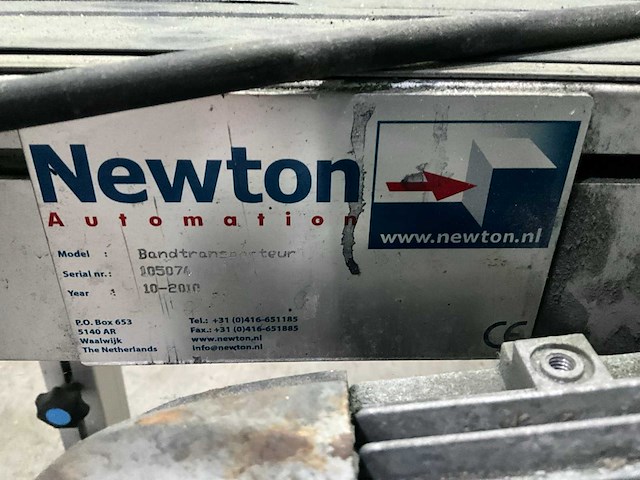 Newton
Automation
www.newton.nl
Model :
Serial nr.:
Year :
P.O. Box 653
5140 AR
Waalwijk
The Netherlands
Tel.: +31 (0)416-651185
Fax.: +31 (0)416-651885
www.newton.nl
info@newton.nl
CE